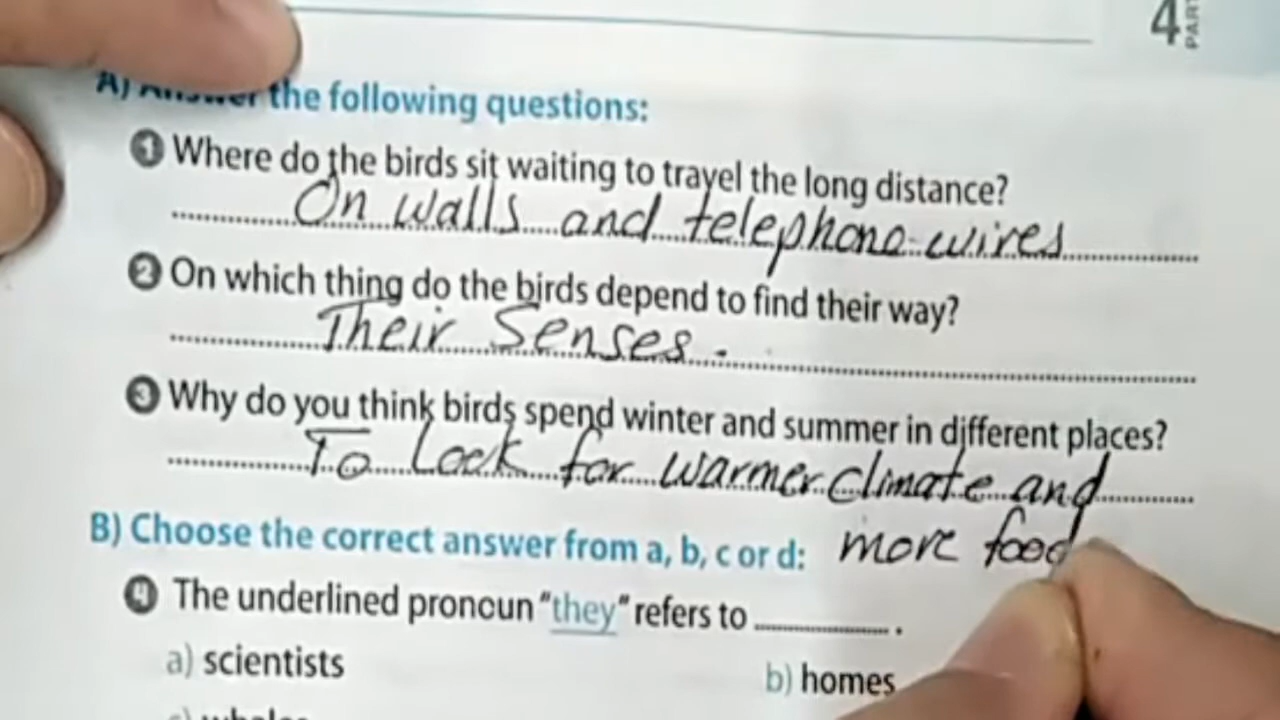 4
PART
A) Answer the following questions:
1 Where do the birds sit waiting to travel the long distance?
On walls and telephone wires
2 On which thing do the birds depend to find their way?
Their Senses.
3 Why do you think birds spend winter and summer in different places?
To Look for warmer climate and
more food
B) Choose the correct answer from a, b, c or d:
4 The underlined pronoun "they" refers to .................. .
a) scientists
b) homes
c) whales